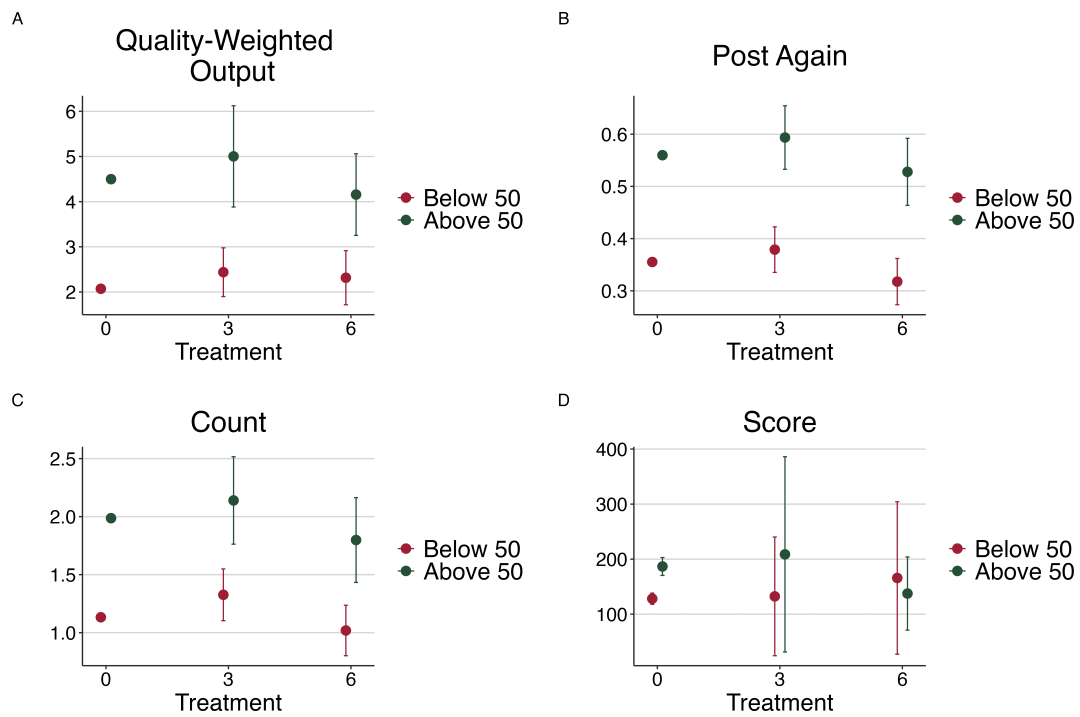 A
Quality-Weighted
Output
6
5
4
3
2
0
3
6
Treatment
Below 50
Above 50
B
Post Again
0.6
0.5
0.4
0.3
0
3
6
Treatment
Below 50
Above 50
C
Count
2.5
2.0
1.5
1.0
0
3
6
Treatment
Below 50
Above 50
D
Score
400
300
200
100
0
3
6
Treatment
Below 50
Above 50